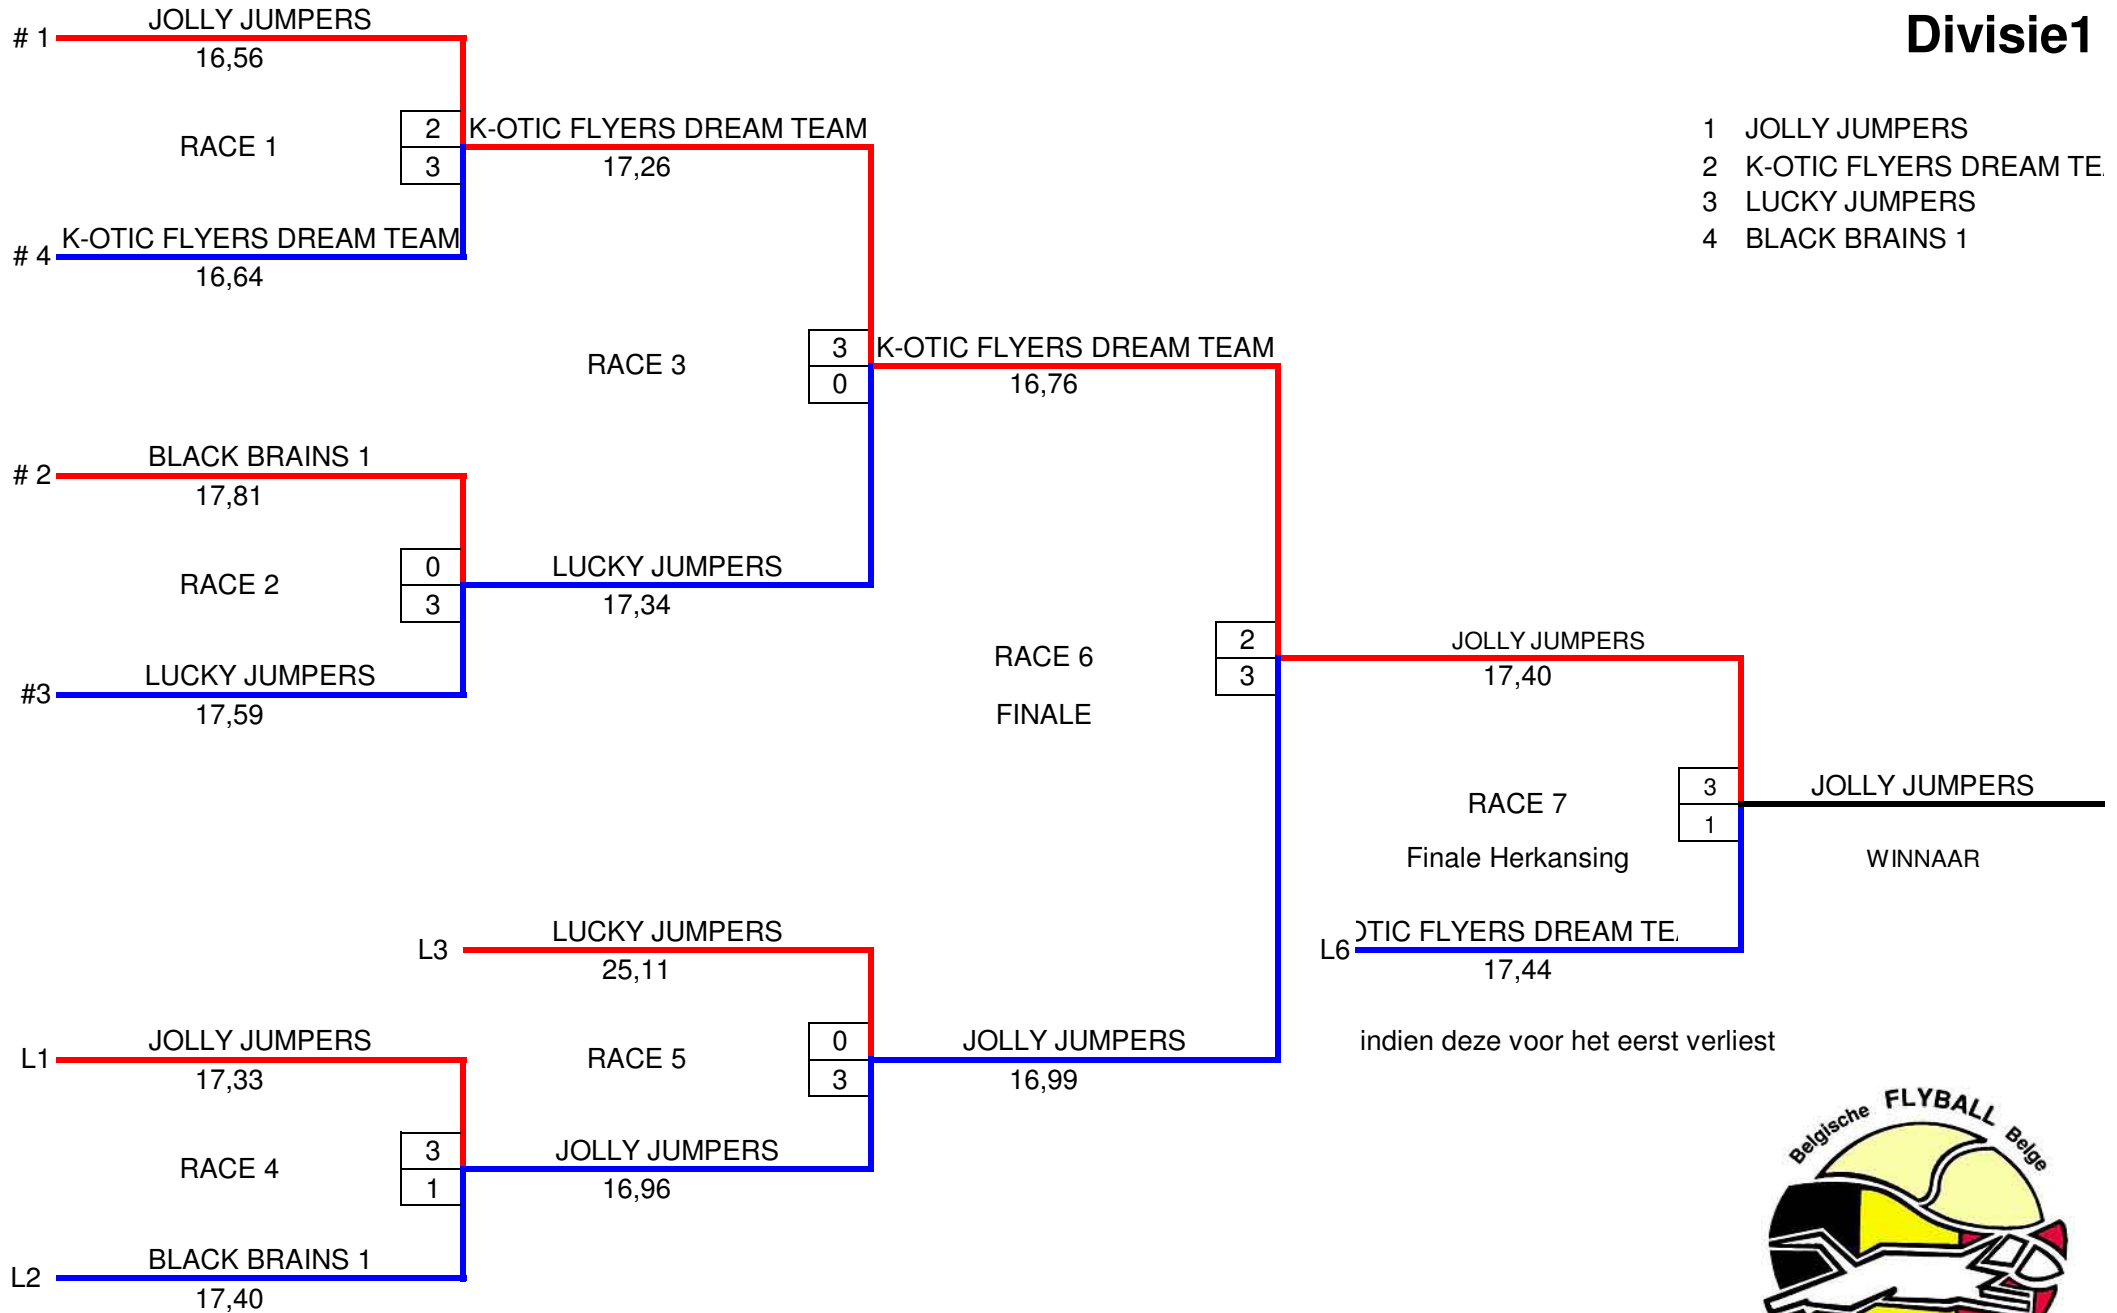 JOLLY JUMPERS
Divisie1
# 1
16,56
1 JOLLY JUMPERS
2 K-OTIC FLYERS DREAM TEA
3 LUCKY JUMPERS
4 BLACK BRAINS 1
RACE 1
2
3
K-OTIC FLYERS DREAM TEAM
17,26
K-OTIC FLYERS DREAM TEAM
# 4
16,64
RACE 3
3
0
K-OTIC FLYERS DREAM TEAM
16,76
BLACK BRAINS 1
# 2
17,81
RACE 2
0
3
LUCKY JUMPERS
17,34
LUCKY JUMPERS
#3
17,59
RACE 6
2
3
FINALE
JOLLY JUMPERS
17,40
RACE 7
3
1
Finale Herkansing
JOLLY JUMPERS
WINNAAR
LUCKY JUMPERS
L3
25,11
OTIC FLYERS DREAM TEA
L6
17,44
indien deze voor het eerst verliest
JOLLY JUMPERS
L1
17,33
RACE 5
0
3
JOLLY JUMPERS
16,99
RACE 4
3
1
JOLLY JUMPERS
16,96
BLACK BRAINS 1
L2
17,40
Belgische FLYBALL Belge